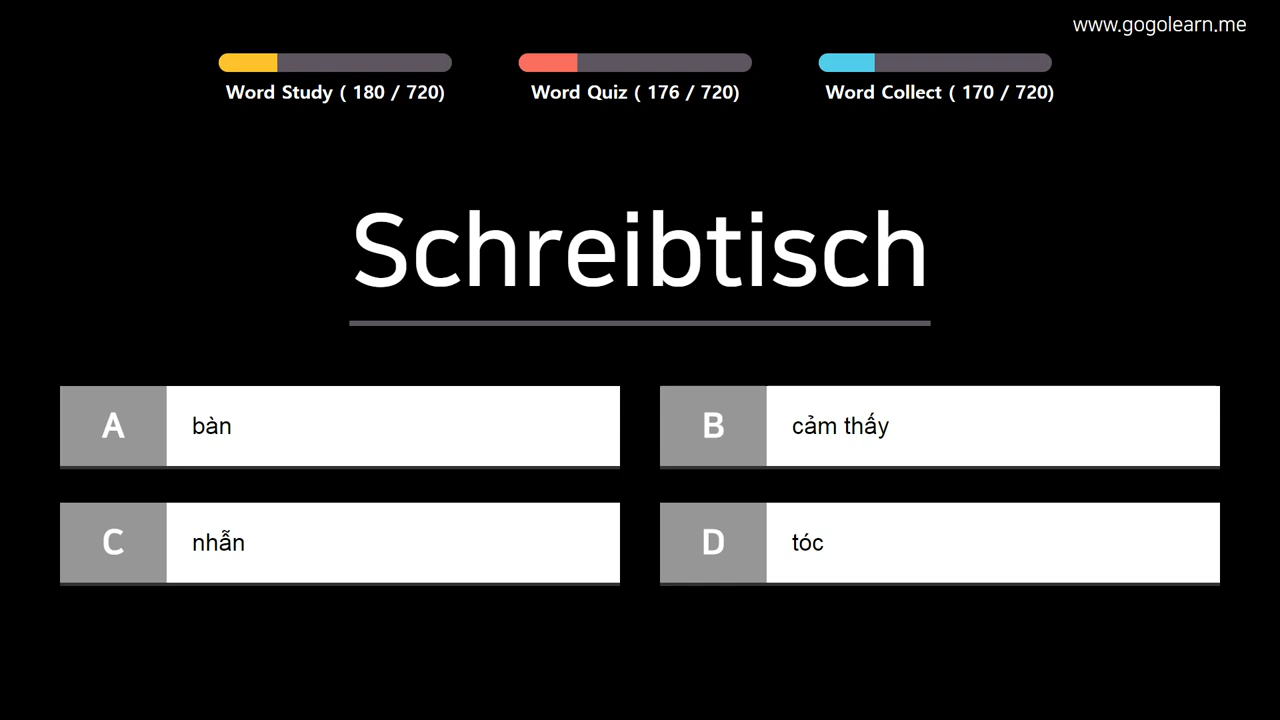 www.gogolearn.me
Word Study ( 180 / 720)
Word Quiz ( 176 / 720)
Word Collect ( 170 / 720)
Schreibtisch
A bàn
B cảm thấy
C nhẫn
D tóc